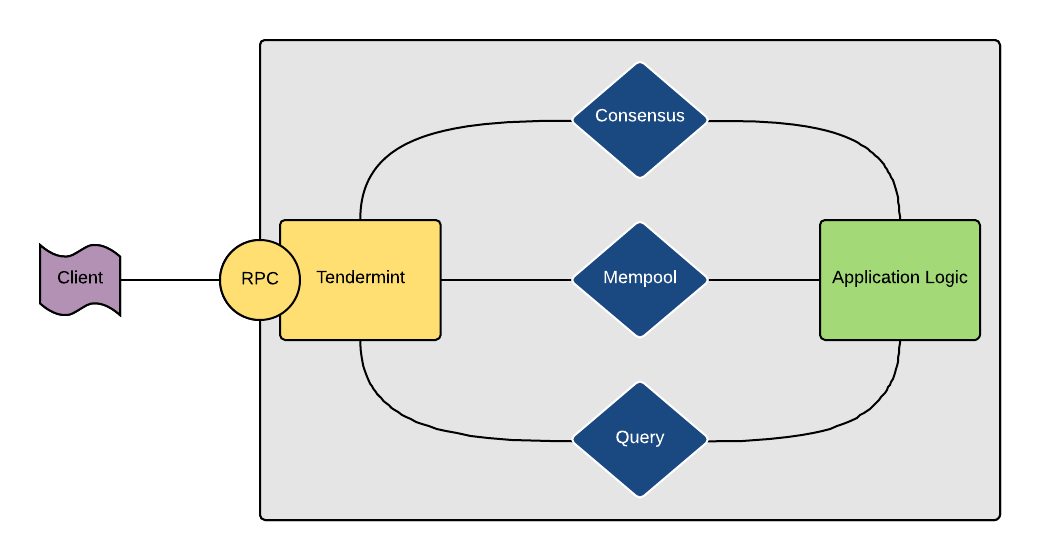 Consensus
Client
RPC
Tendermint
Mempool
Application Logic
Query